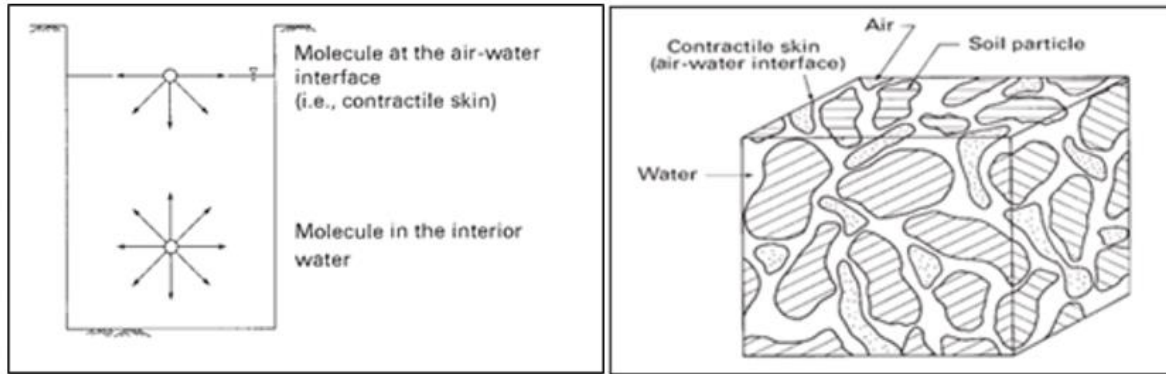 Molecule at the air-water
interface
(i.e., contractile skin)
Molecule in the interior
water
Air
Contractile skin
(air-water interface)
Soil particle
Water